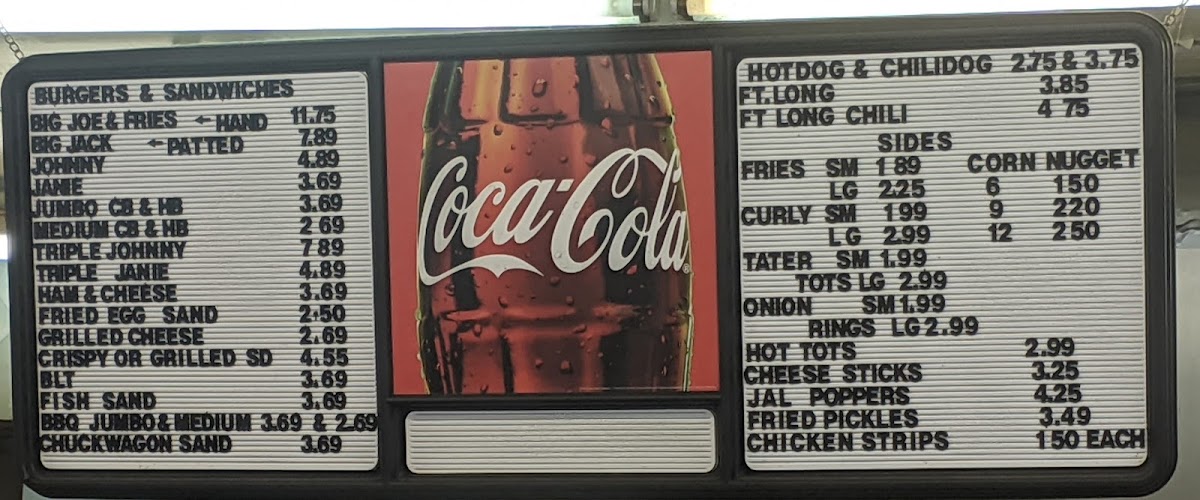 BURGERS & SANDWICHES
BIG JOE & FRIES ← HAND 11.75
BIG JACK ← PATTED 7.89
JOHNNY 4.89
JANIE 3.69
JUMBO CB & HB 3.69
MEDIUM CB & HB 2 69
TRIPLE JOHNNY 7 89
TRIPLE JANIE 4.89
HAM & CHEESE 3.69
FRIED EGG SAND 2.50
GRILLED CHEESE 2.69
CRISPY OR GRILLED SD 4.55
BLT 3.69
FISH SAND 3.69
BBQ JUMBO & MEDIUM 3.69 & 2.69
CHUCKWAGON SAND 3.69
Coca-Cola®
HOTDOG & CHILIDOG 2.75 & 3.75
FT.LONG 3.85
FT LONG CHILI 4 75
SIDES
FRIES SM 1 89 CORN NUGGET
LG 2.25 6 1 50
CURLY SM 1 99 9 2 20
LG 2.99 12 2 50
TATER SM 1.99
TOTS LG 2.99
ONION SM 1.99
RINGS LG 2.99
HOT TOTS 2.99
CHEESE STICKS 3.25
JAL POPPERS 4.25
FRIED PICKLES 3.49
CHICKEN STRIPS 1 50 EACH